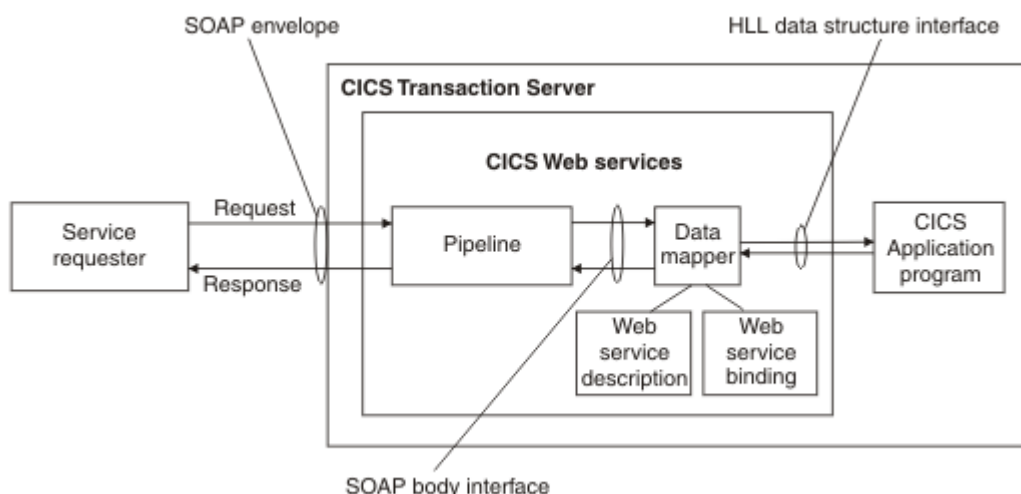 SOAP envelope
HLL data structure interface
CICS Transaction Server
CICS Web services
Service
requester
Request
Response
Pipeline
Data
mapper
CICS
Application
program
Web
service
description
Web
service
binding
SOAP body interface